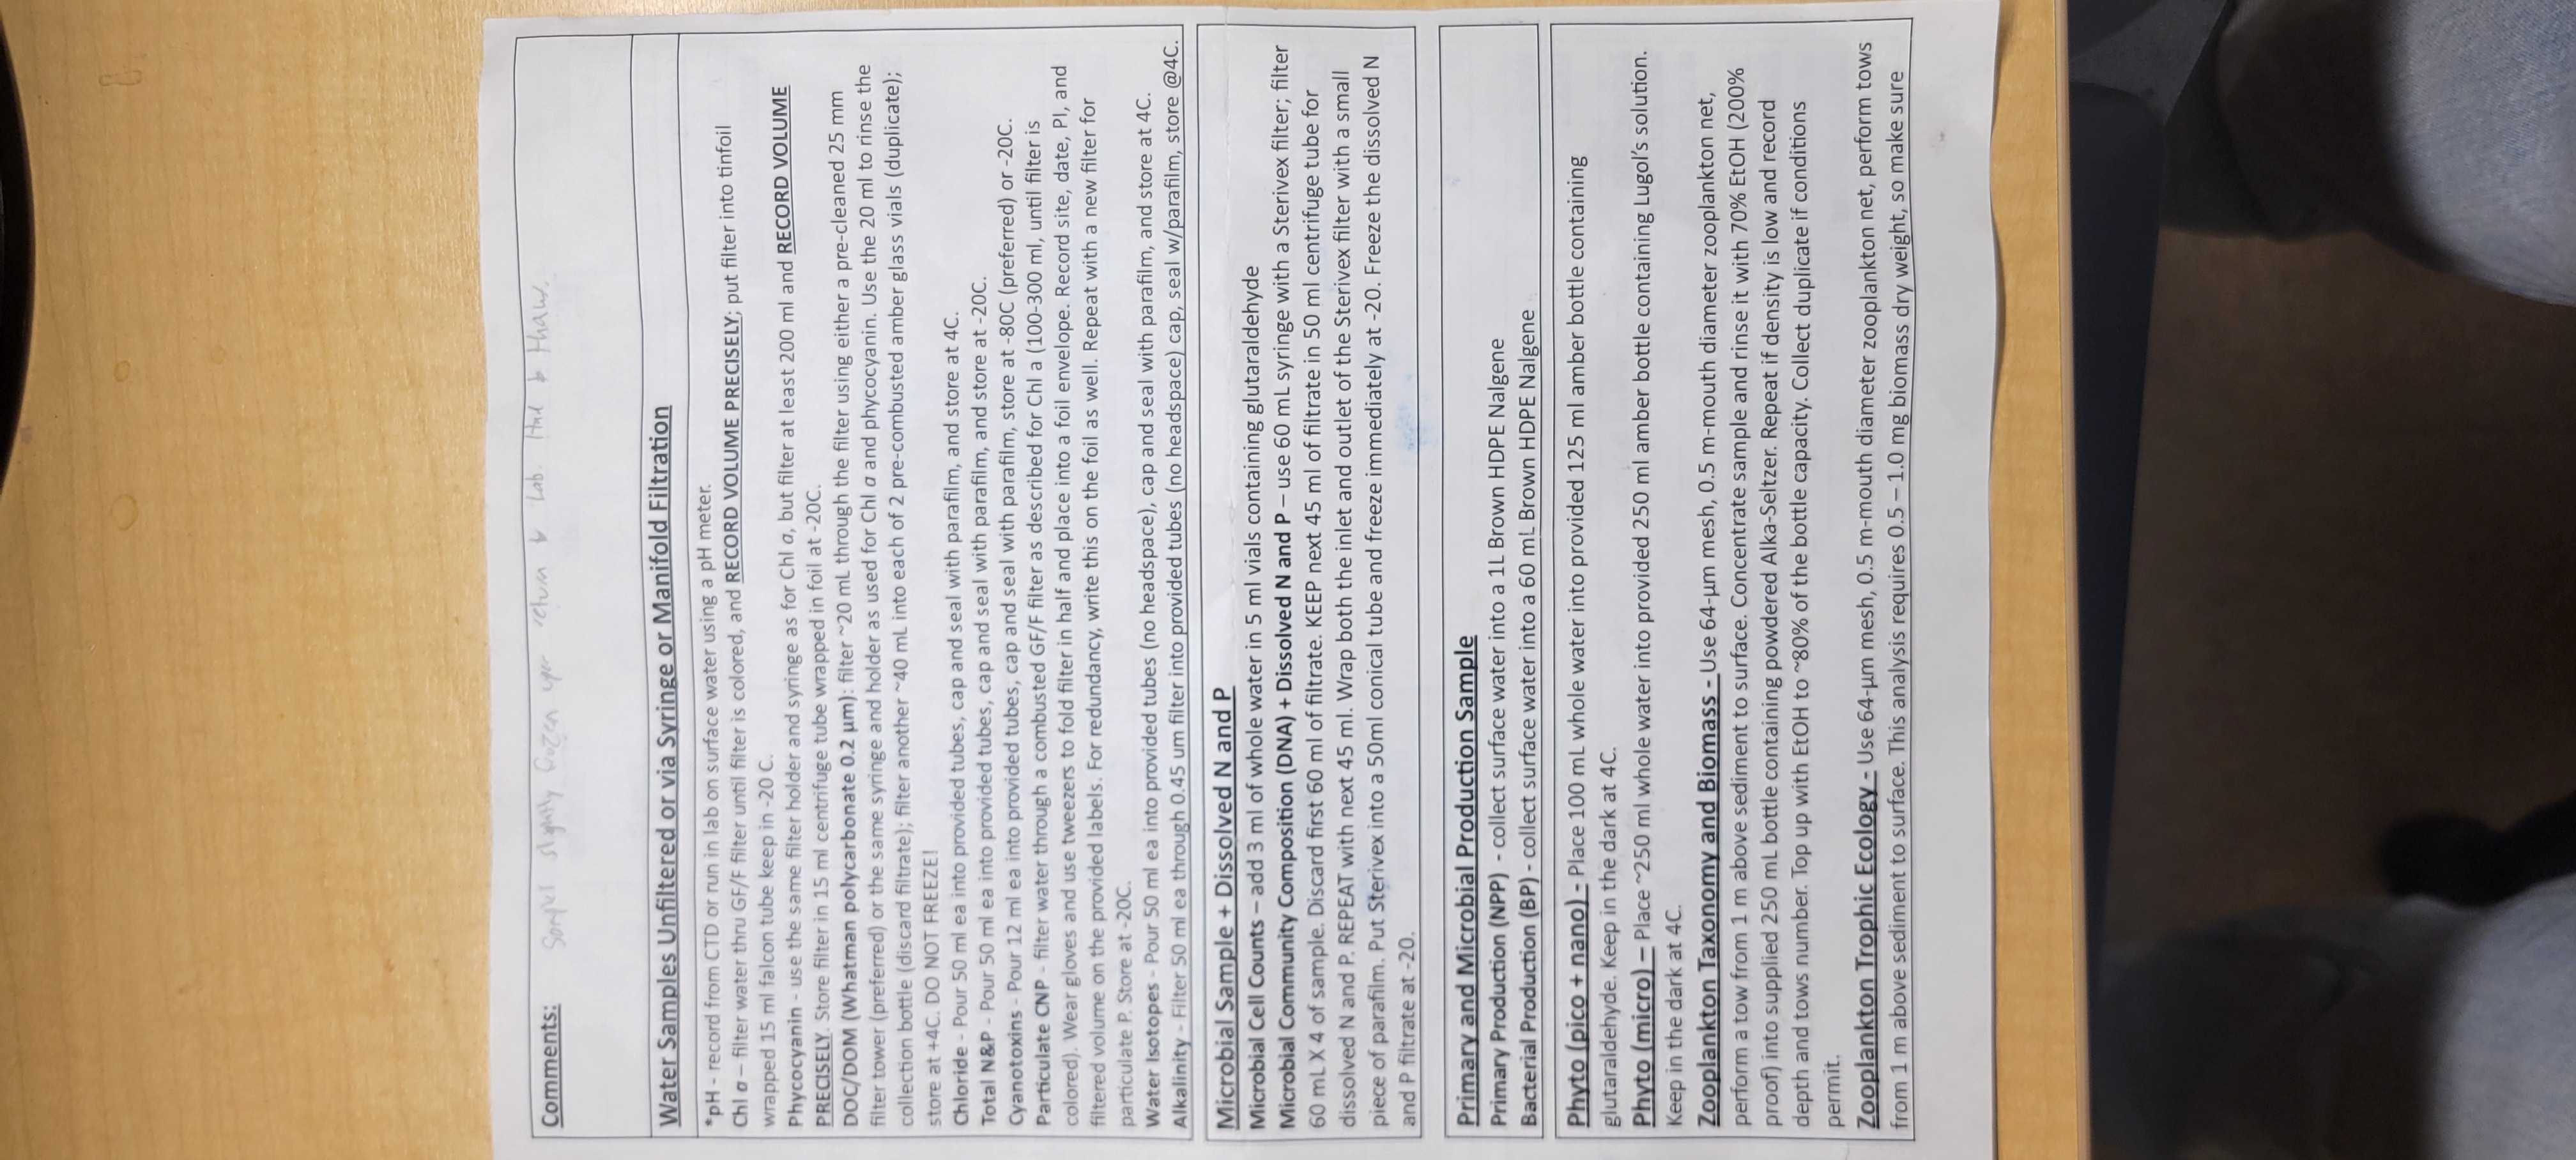 Comments: Samples slightly frozen upon return to lab. Had to thaw.
Water Samples Unfiltered or via Syringe or Manifold Filtration
*pH - record from CTD or run in lab on surface water using a pH meter.
Chl a – filter water thru GF/F filter until filter is colored, and RECORD VOLUME PRECISELY; put filter into tinfoil
wrapped 15 ml falcon tube keep in -20 C.
Phycocyanin - use the same filter holder and syringe as for Chl a, but filter at least 200 ml and RECORD VOLUME
PRECISELY. Store filter in 15 ml centrifuge tube wrapped in foil at -20C.
DOC/DOM (Whatman polycarbonate 0.2 µm): filter ~20 mL through the filter using either a pre-cleaned 25 mm
filter tower (preferred) or the same syringe and holder as used for Chl a and phycocyanin. Use the 20 ml to rinse the
collection bottle (discard filtrate); filter another ~40 mL into each of 2 pre-combusted amber glass vials (duplicate);
store at +4C. DO NOT FREEZE!
Chloride - Pour 50 ml ea into provided tubes, cap and seal with parafilm, and store at 4C.
Total N&P - Pour 50 ml ea into provided tubes, cap and seal with parafilm, and store at -20C.
Cyanotoxins - Pour 12 ml ea into provided tubes, cap and seal with parafilm, store at -80C (preferred) or -20C.
Particulate CNP - filter water through a combusted GF/F filter as described for Chl a (100-300 ml, until filter is
colored). Wear gloves and use tweezers to fold filter in half and place into a foil envelope. Record site, date, PI, and
filtered volume on the provided labels. For redundancy, write this on the foil as well. Repeat with a new filter for
particulate P. Store at -20C.
Water Isotopes - Pour 50 ml ea into provided tubes (no headspace), cap and seal with parafilm, and store at 4C.
Alkalinity - Filter 50 ml ea through 0.45 um filter into provided tubes (no headspace) cap, seal w/parafilm, store @4C.
Microbial Sample + Dissolved N and P
Microbial Cell Counts – add 3 ml of whole water in 5 ml vials containing glutaraldehyde
Microbial Community Composition (DNA) + Dissolved N and P – use 60 mL syringe with a Sterivex filter; filter
60 mL X 4 of sample. Discard first 60 ml of filtrate. KEEP next 45 ml of filtrate in 50 ml centrifuge tube for
dissolved N and P. REPEAT with next 45 ml. Wrap both the inlet and outlet of the Sterivex filter with a small
piece of parafilm. Put Sterivex into a 50ml conical tube and freeze immediately at -20. Freeze the dissolved N
and P filtrate at -20.
Primary and Microbial Production Sample
Primary Production (NPP) - collect surface water into a 1L Brown HDPE Nalgene
Bacterial Production (BP) - collect surface water into a 60 mL Brown HDPE Nalgene
Phyto (pico + nano) - Place 100 mL whole water into provided 125 ml amber bottle containing
glutaraldehyde. Keep in the dark at 4C.
Phyto (micro) – Place ~250 ml whole water into provided 250 ml amber bottle containing Lugol's solution.
Keep in the dark at 4C.
Zooplankton Taxonomy and Biomass - Use 64-µm mesh, 0.5 m-mouth diameter zooplankton net,
perform a tow from 1 m above sediment to surface. Concentrate sample and rinse it with 70% EtOH (200%
proof) into supplied 250 mL bottle containing powdered Alka-Seltzer. Repeat if density is low and record
depth and tows number. Top up with EtOH to ~80% of the bottle capacity. Collect duplicate if conditions
permit.
Zooplankton Trophic Ecology - Use 64-µm mesh, 0.5 m-mouth diameter zooplankton net, perform tows
from 1 m above sediment to surface. This analysis requires 0.5 – 1.0 mg biomass dry weight, so make sure